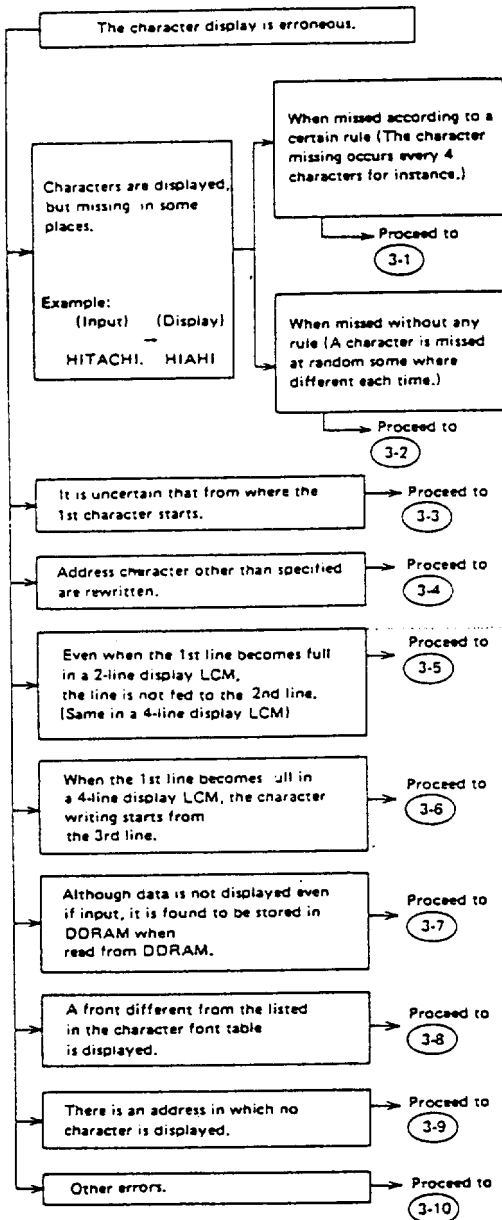 The character display is erroneous.
Characters are displayed,
but missing in some
places.
Example:
(Input) (Display)
→
HITACHI. HIAHI
When missed according to a
certain rule (The character
missing occurs every 4
characters for instance.)
Proceed to
3-1
When missed without any
rule (A character is missed
at random some where
different each time.)
Proceed to
3-2
It is uncertain that from where the
1st character starts.
Proceed to
3-3
Address character other than specified
are rewritten.
Proceed to
3-4
Even when the 1st line becomes full
in a 2-line display LCM,
the line is not fed to the 2nd line.
(Same in a 4-line display LCM)
Proceed to
3-5
When the 1st line becomes full in
a 4-line display LCM, the character
writing starts from
the 3rd line.
Proceed to
3-6
Although data is not displayed even
if input, it is found to be stored in
DDRAM when
read from DDRAM.
Proceed to
3-7
A front different from the listed
in the character font table
is displayed.
Proceed to
3-8
There is an address in which no
character is displayed.
Proceed to
3-9
Other errors.
Proceed to
3-10